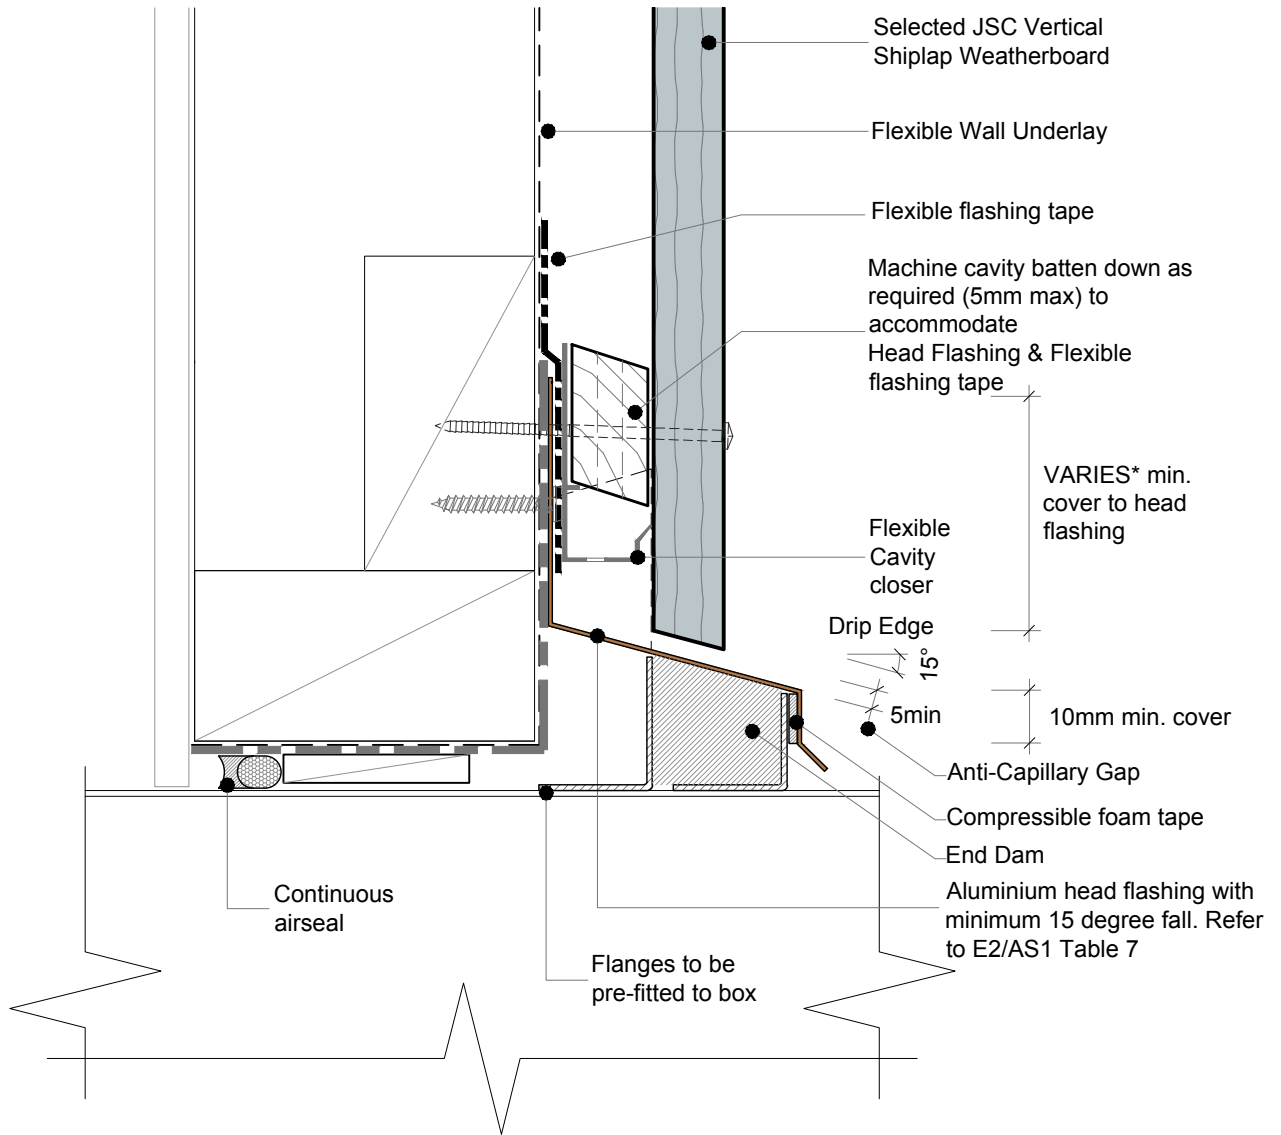 Selected JSC Vertical
Shiplap Weatherboard
Flexible Wall Underlay
Flexible flashing tape
Machine cavity batten down as
required (5mm max) to
accommodate
Head Flashing & Flexible
flashing tape
VARIES* min.
cover to head
flashing
Flexible
Cavity
closer
Drip Edge
15°
5min
10mm min. cover
Anti-Capillary Gap
Compressible foam tape
End Dam
Aluminium head flashing with
minimum 15 degree fall. Refer
to E2/AS1 Table 7
Continuous
airseal
Flanges to be
pre-fitted to box